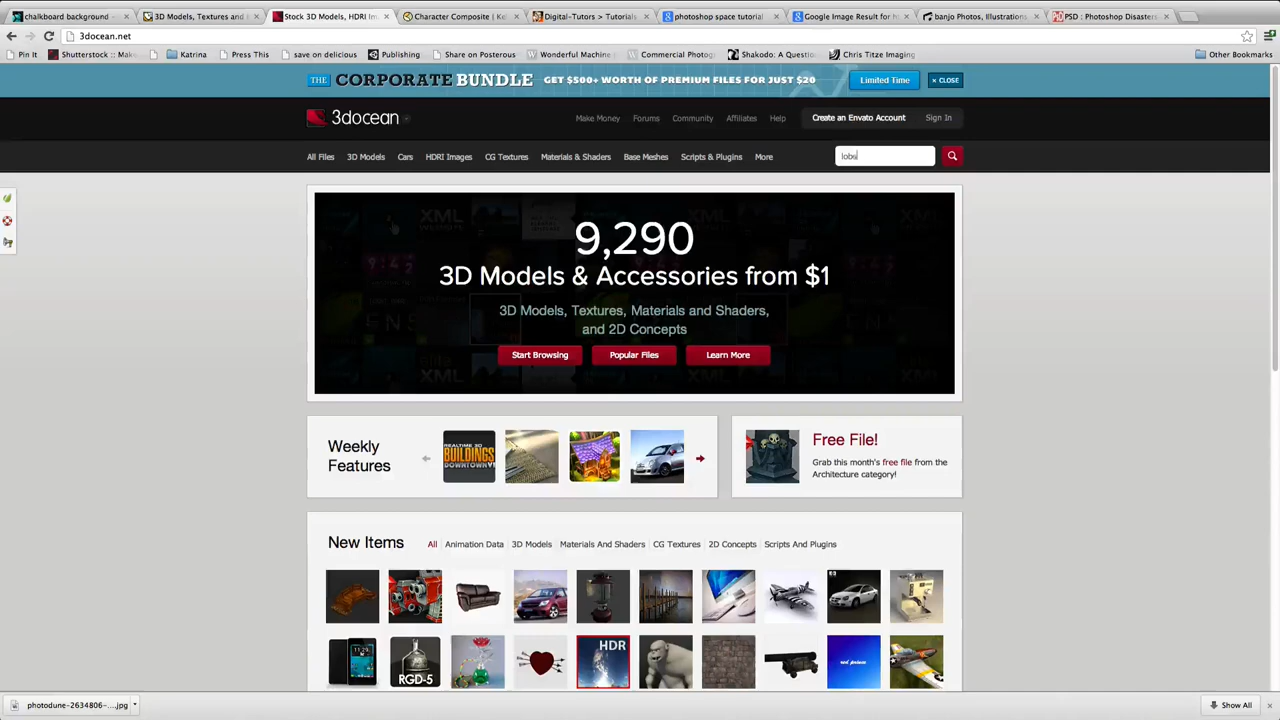 chalkboard background
3D Models, Textures and
Stock 3D Models, HDRI Im
Character Composite | Ke
Digital-Tutors > Tutorials
photoshop space tutorial
Google Image Result for h
banjo Photos, Illustrations
PSD : Photoshop Disasters
3docean.net
Pin It
Shutterstock :: Make
Katrina
Press This
save on delicious
Publishing
Share on Posterous
Wonderful Machine
Commercial Photog
Shakodo: A Question
Chris Titze Imaging
Other Bookmarks
THE CORPORATE BUNDLE GET $500+ WORTH OF PREMIUM FILES FOR JUST $20
Limited Time
× CLOSE
3docean
Make Money
Forums
Community
Affiliates
Help
Create an Envato Account
Sign In
All Files
3D Models
Cars
HDRI Images
CG Textures
Materials & Shaders
Base Meshes
Scripts & Plugins
More
lobs
9,290
3D Models & Accessories from $1
3D Models, Textures, Materials and Shaders,
and 2D Concepts
Start Browsing
Popular Files
Learn More
Weekly
Features
REALTIME 3D
BUILDINGS
DOWNTOWN
Free File!
Grab this month's free file from the
Architecture category!
New Items
All
Animation Data
3D Models
Materials And Shaders
CG Textures
2D Concepts
Scripts And Plugins
RGD-5
HDR
photodune-2634806-....jpg
Show All